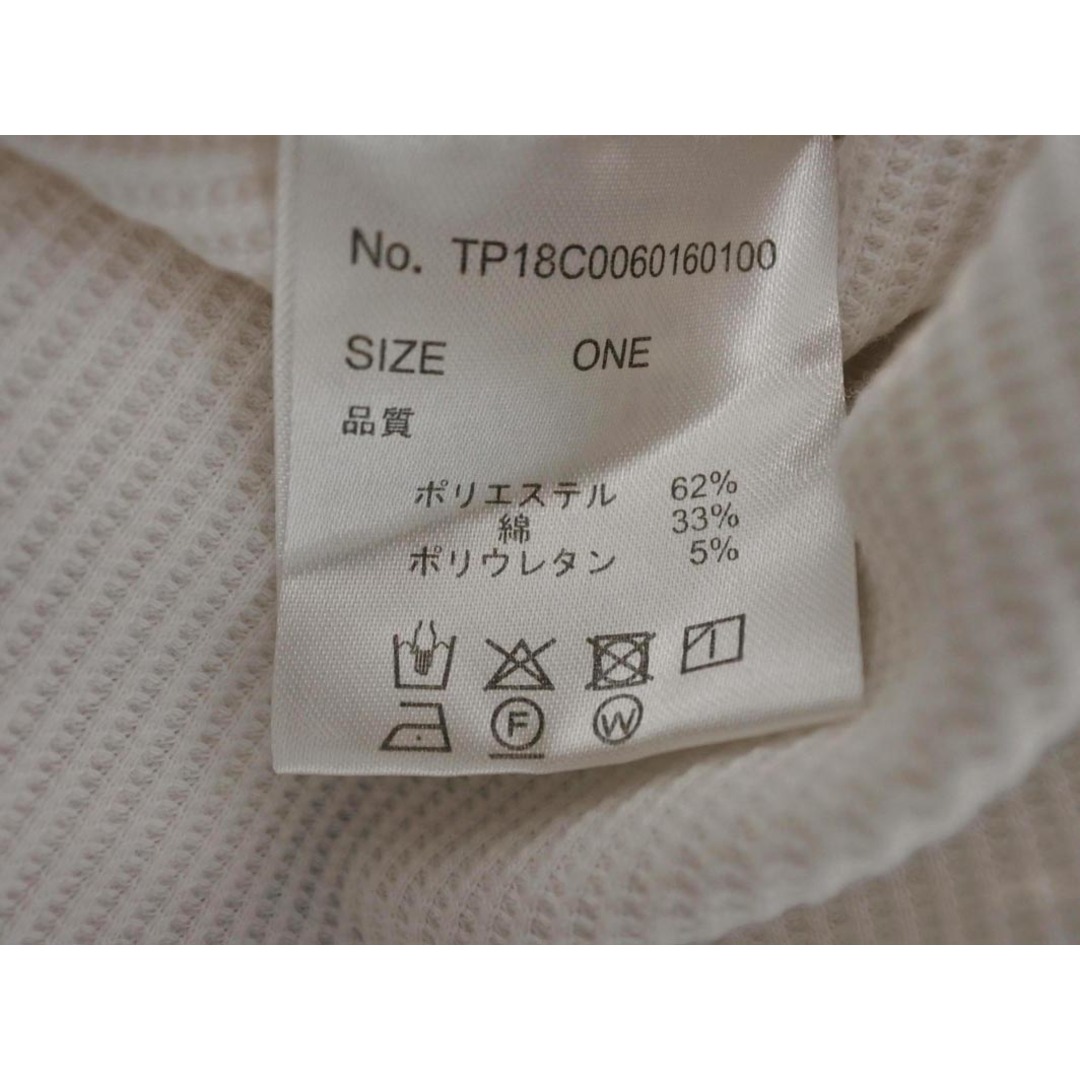 No. TP18C0060160100
SIZE ONE
品質
ポリエステル 62%
綿 33%
ポリウレタン 5%
F W